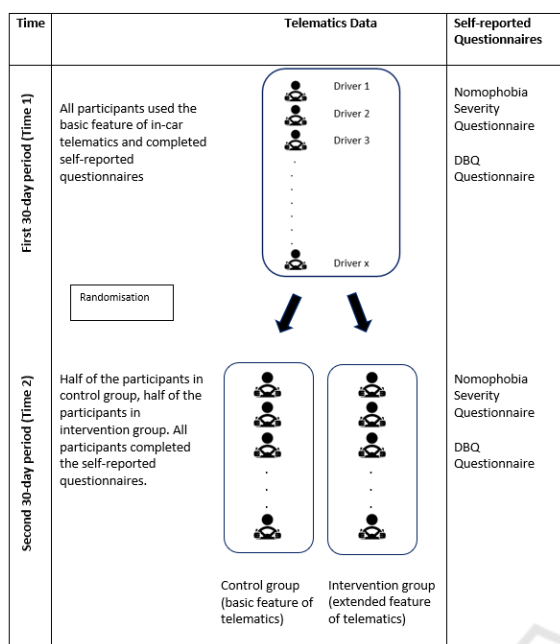 Time
Telematics Data
Self-reported
Questionnaires
First 30-day period (Time 1)
All participants used the
basic feature of in-car
telematics and completed
self-reported
questionnaires
Driver 1
Driver 2
Driver 3
Driver x
Nomophobia
Severity
Questionnaire
DBQ
Questionnaire
Randomisation
Second 30-day period (Time 2)
Half of the participants in
control group, half of the
participants in
intervention group. All
participants completed
the self-reported
questionnaires.
Nomophobia
Severity
Questionnaire
DBQ
Questionnaire
Control group
(basic feature of
telematics)
Intervention group
(extended feature
of telematics)